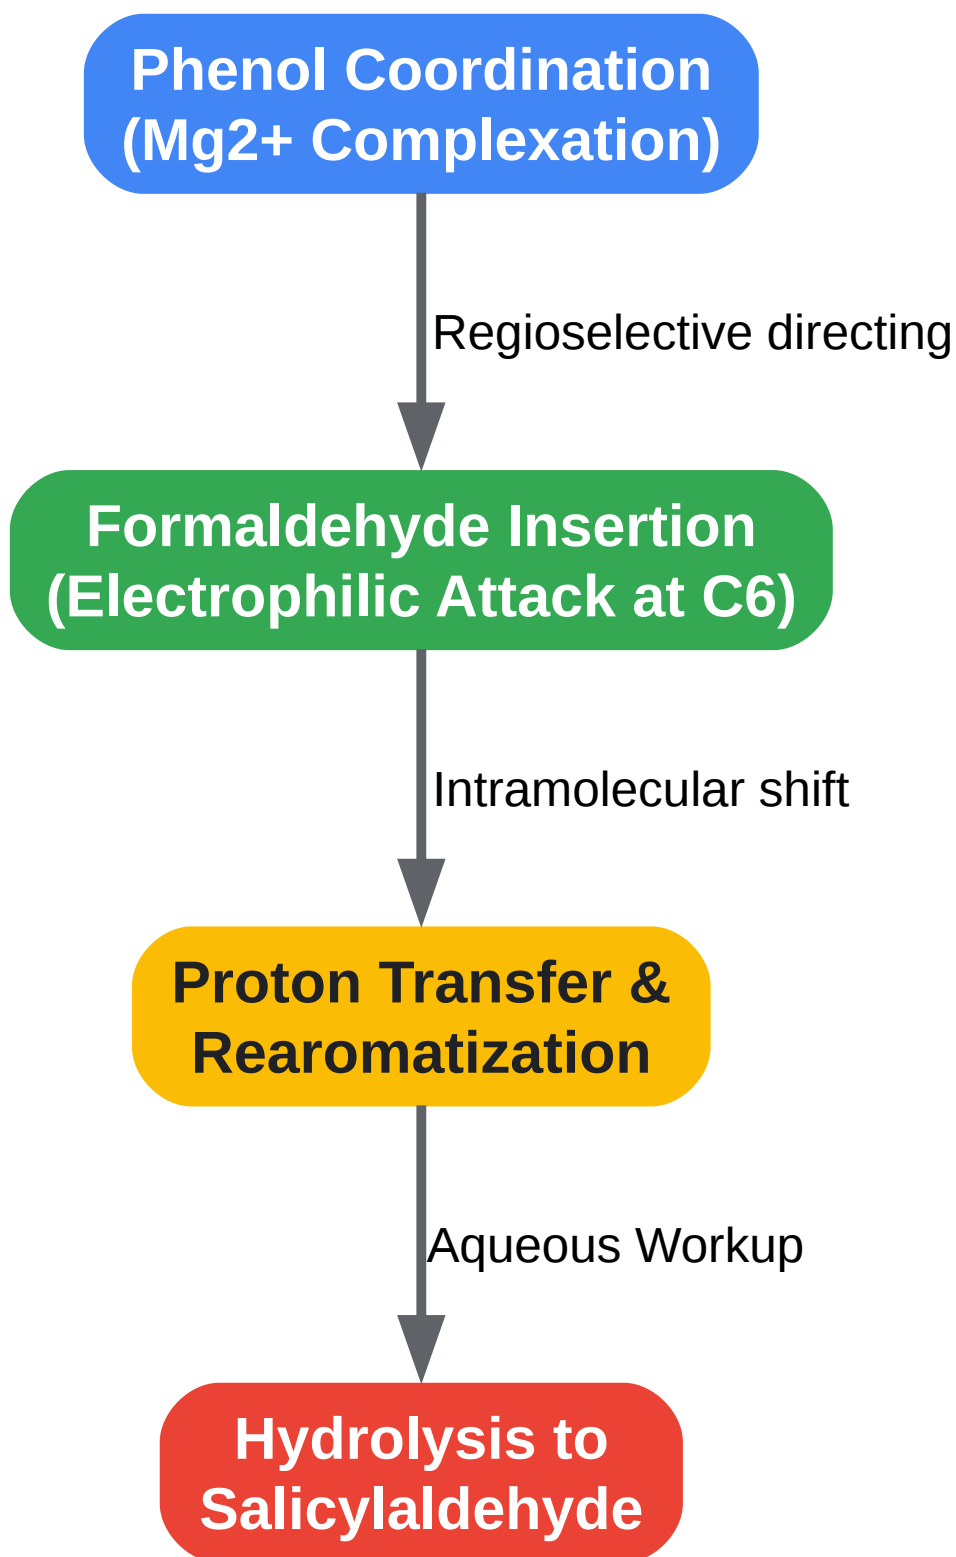 Phenol Coordination
(Mg2+ Complexation)
Regioselective directing
Formaldehyde Insertion
(Electrophilic Attack at C6)
Intramolecular shift
Proton Transfer &
Rearomatization
Aqueous Workup
Hydrolysis to
Salicylaldehyde